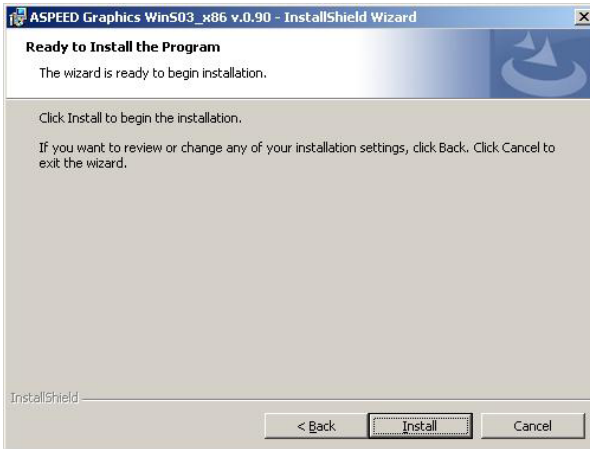 ASPEED Graphics WinS03_x86 v.0.90 - InstallShield Wizard
Ready to Install the Program
The wizard is ready to begin installation.
Click Install to begin the installation.
If you want to review or change any of your installation settings, click Back. Click Cancel to
exit the wizard.
InstallShield
< Back Install Cancel